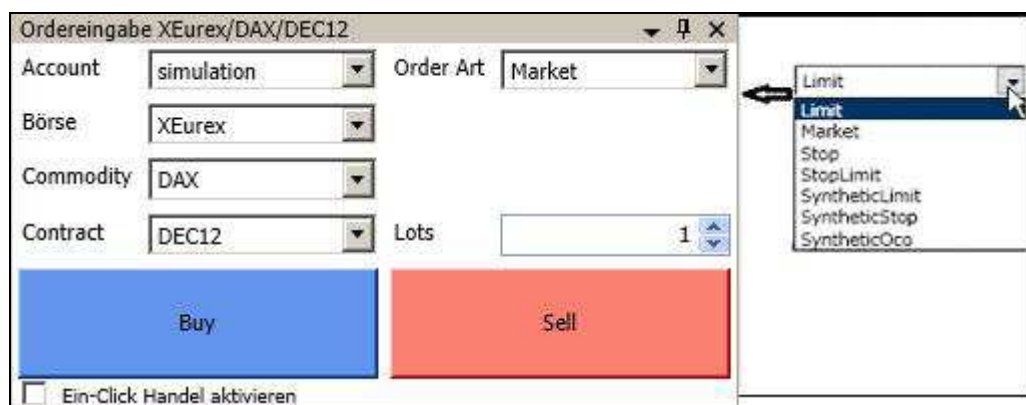 Ordereingabe XEurex/DAX/DEC12
Account simulation Order Art Market
Börse XEurex
Commodity DAX
Contract DEC12 Lots 1
Buy Sell
Ein-Click Handel aktivieren
Limit
Limit
Market
Stop
StopLimit
SyntheticLimit
SyntheticStop
SyntheticOco